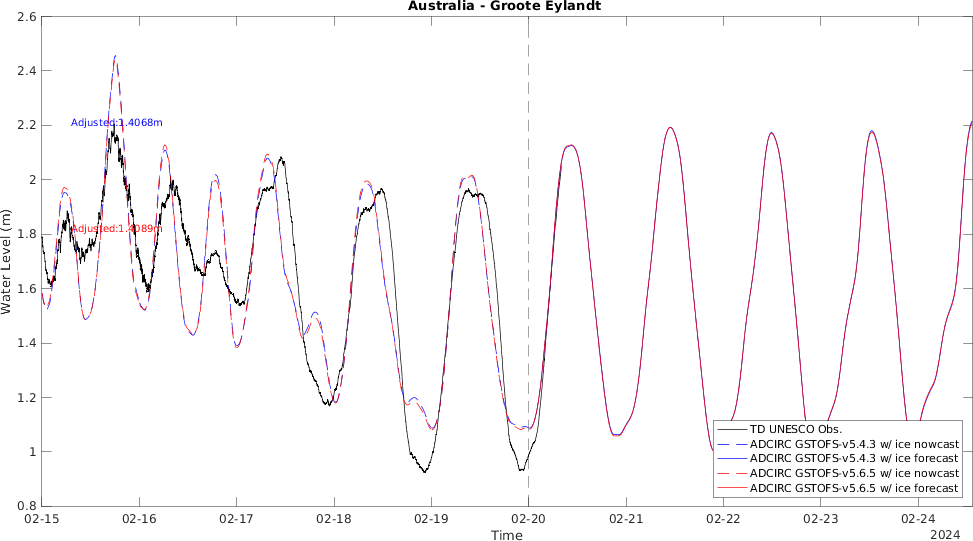 Australia - Groote Eylandt
2.6
2.4
2.2
2
1.8
1.6
1.4
1.2
1
0.8
Water Level (m)
Adjusted:1.4068m
Adjusted:1.4089m
TD UNESCO Obs.
ADCIRC GSTOFS-v5.4.3 w/ ice nowcast
ADCIRC GSTOFS-v5.4.3 w/ ice forecast
ADCIRC GSTOFS-v5.6.5 w/ ice nowcast
ADCIRC GSTOFS-v5.6.5 w/ ice forecast
02-15 02-16 02-17 02-18 02-19 02-20 02-21 02-22 02-23 02-24
Time
2024